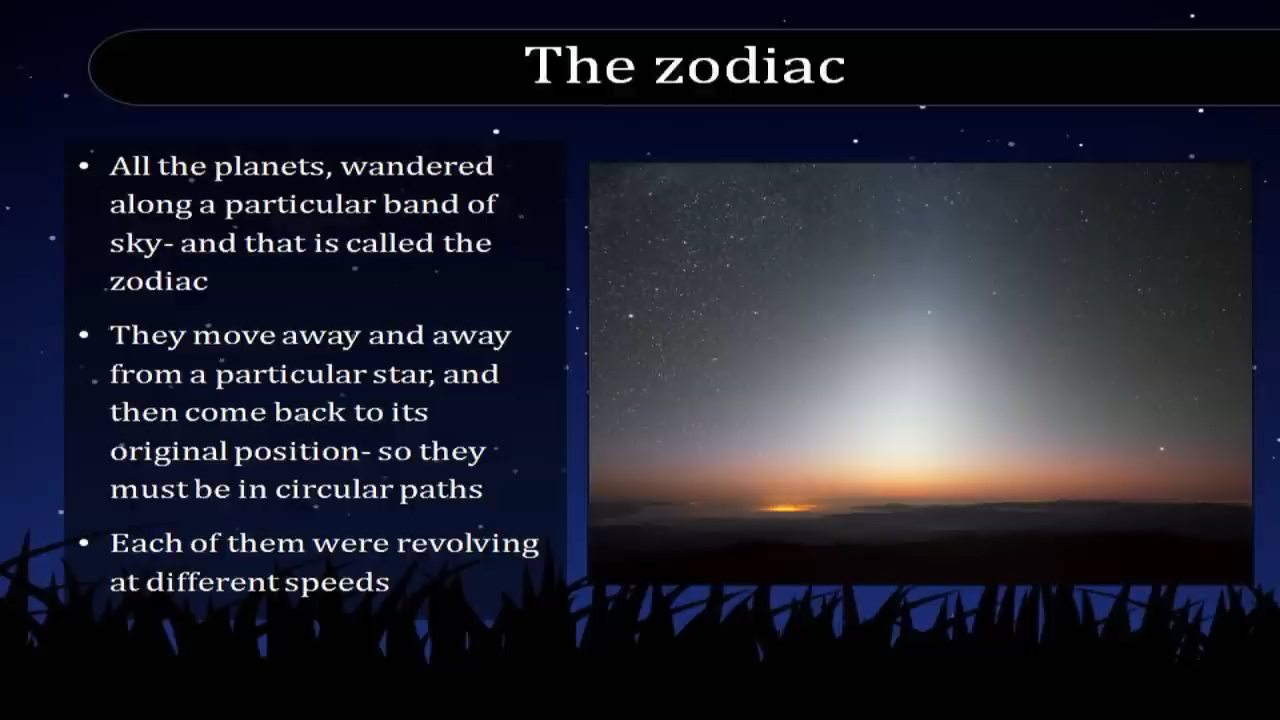 The zodiac
• All the planets, wandered
along a particular band of
sky- and that is called the
zodiac
• They move away and away
from a particular star, and
then come back to its
original position- so they
must be in circular paths
• Each of them were revolving
at different speeds